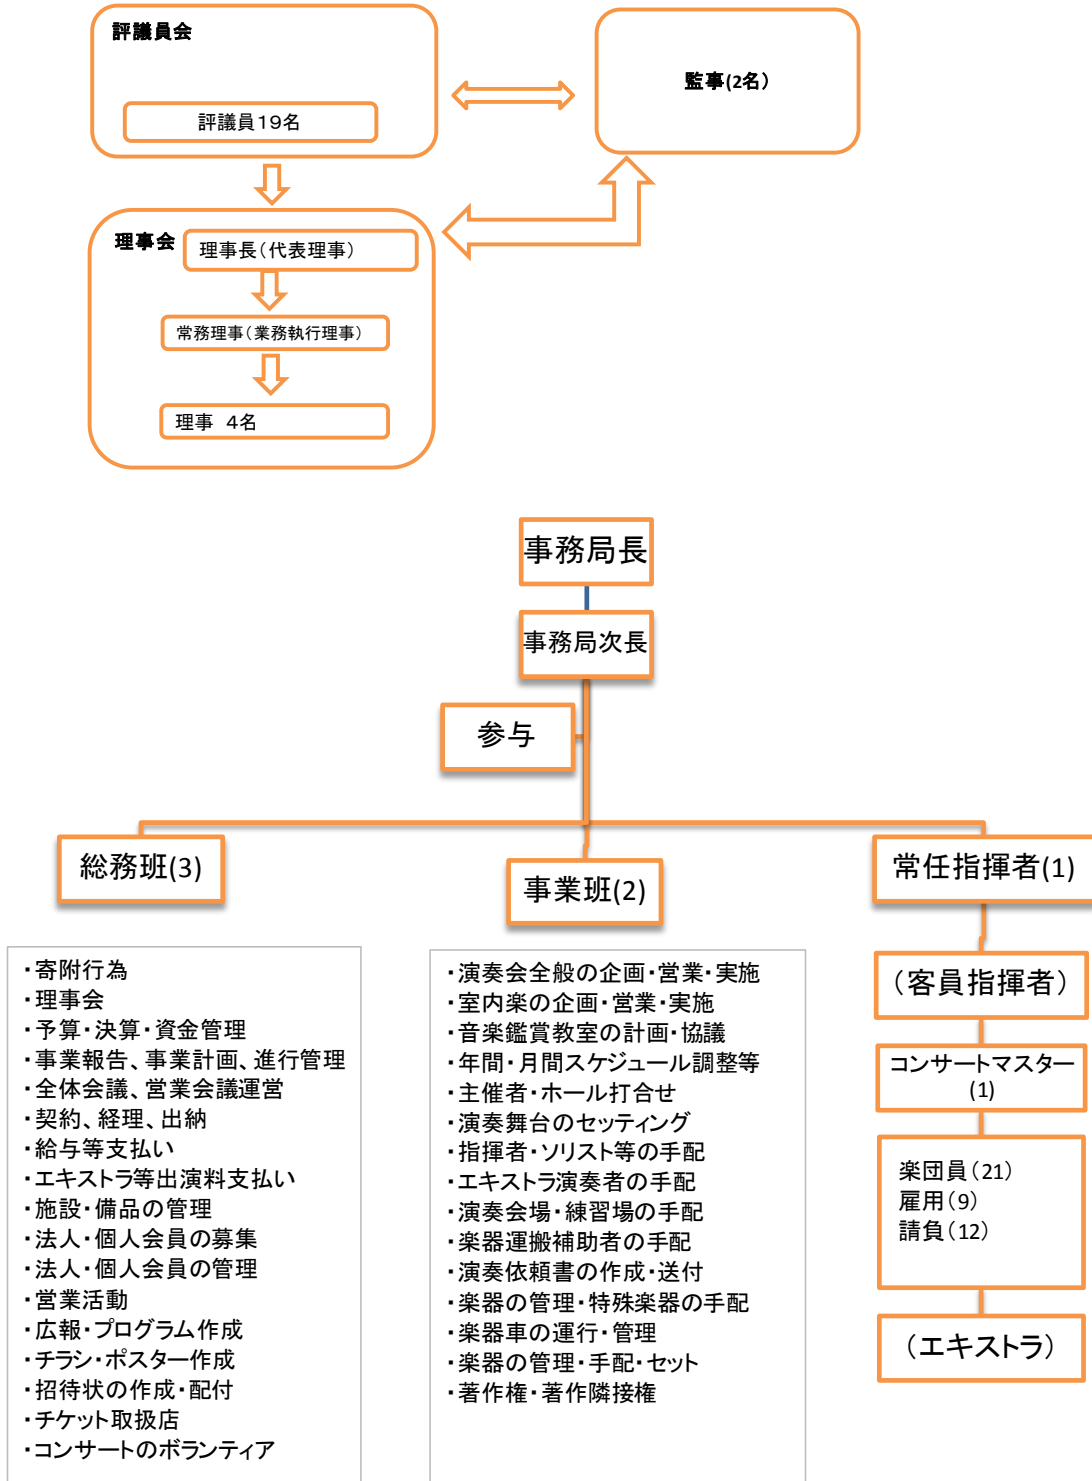 評議員会
評議員19名
監事(2名)
理事会
理事長(代表理事)
常務理事(業務執行理事)
理事 4名
事務局長
事務局次長
参与
総務班(3)
事業班(2)
常任指揮者(1)
・寄附行為
・理事会
・予算・決算・資金管理
・事業報告、事業計画、進行管理
・全体会議、営業会議運営
・契約、経理、出納
・給与等支払い
・エキストラ等出演料支払い
・施設・備品の管理
・法人・個人会員の募集
・法人・個人会員の管理
・営業活動
・広報・プログラム作成
・チラシ・ポスター作成
・招待状の作成・配付
・チケット取扱店
・コンサートのボランティア
・演奏会全般の企画・営業・実施
・室内楽の企画・営業・実施
・音楽鑑賞教室の計画・協議
・年間・月間スケジュール調整等
・主催者・ホール打合せ
・演奏舞台のセッティング
・指揮者・ソリスト等の手配
・エキストラ演奏者の手配
・演奏会場・練習場の手配
・楽器運搬補助者の手配
・演奏依頼書の作成・送付
・楽器の管理・特殊楽器の手配
・楽器車の運行・管理
・楽器の管理・手配・セット
・著作権・著作隣接権
(客員指揮者)
コンサートマスター
(1)
楽団員(21)
雇用(9)
請負(12)
(エキストラ)